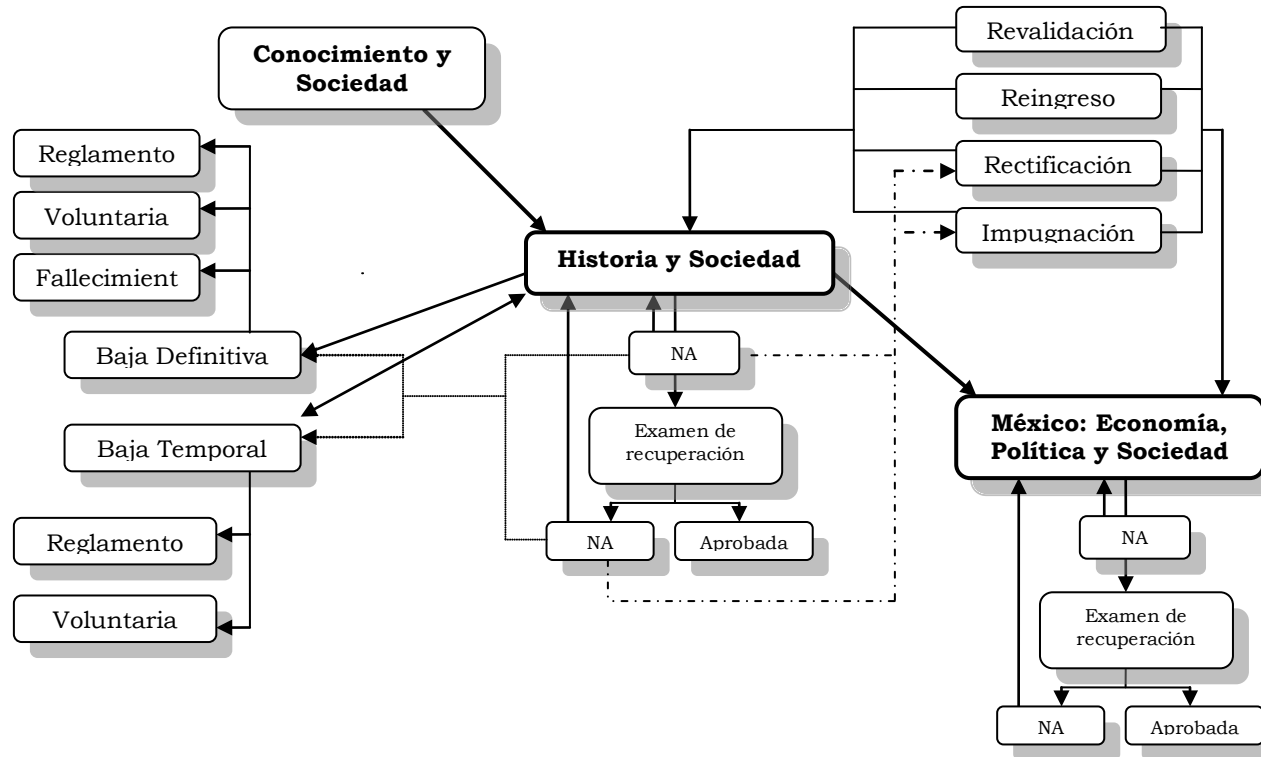 Conocimiento y
Sociedad
Revalidación
Reingreso
Rectificación
Impugnación
Reglamento
Voluntaria
Fallecimient
Historia y Sociedad
Baja Definitiva
NA
Baja Temporal
Examen de
recuperación
México: Economía,
Política y Sociedad
Reglamento
NA
Aprobada
NA
Voluntaria
Examen de
recuperación
NA
Aprobada